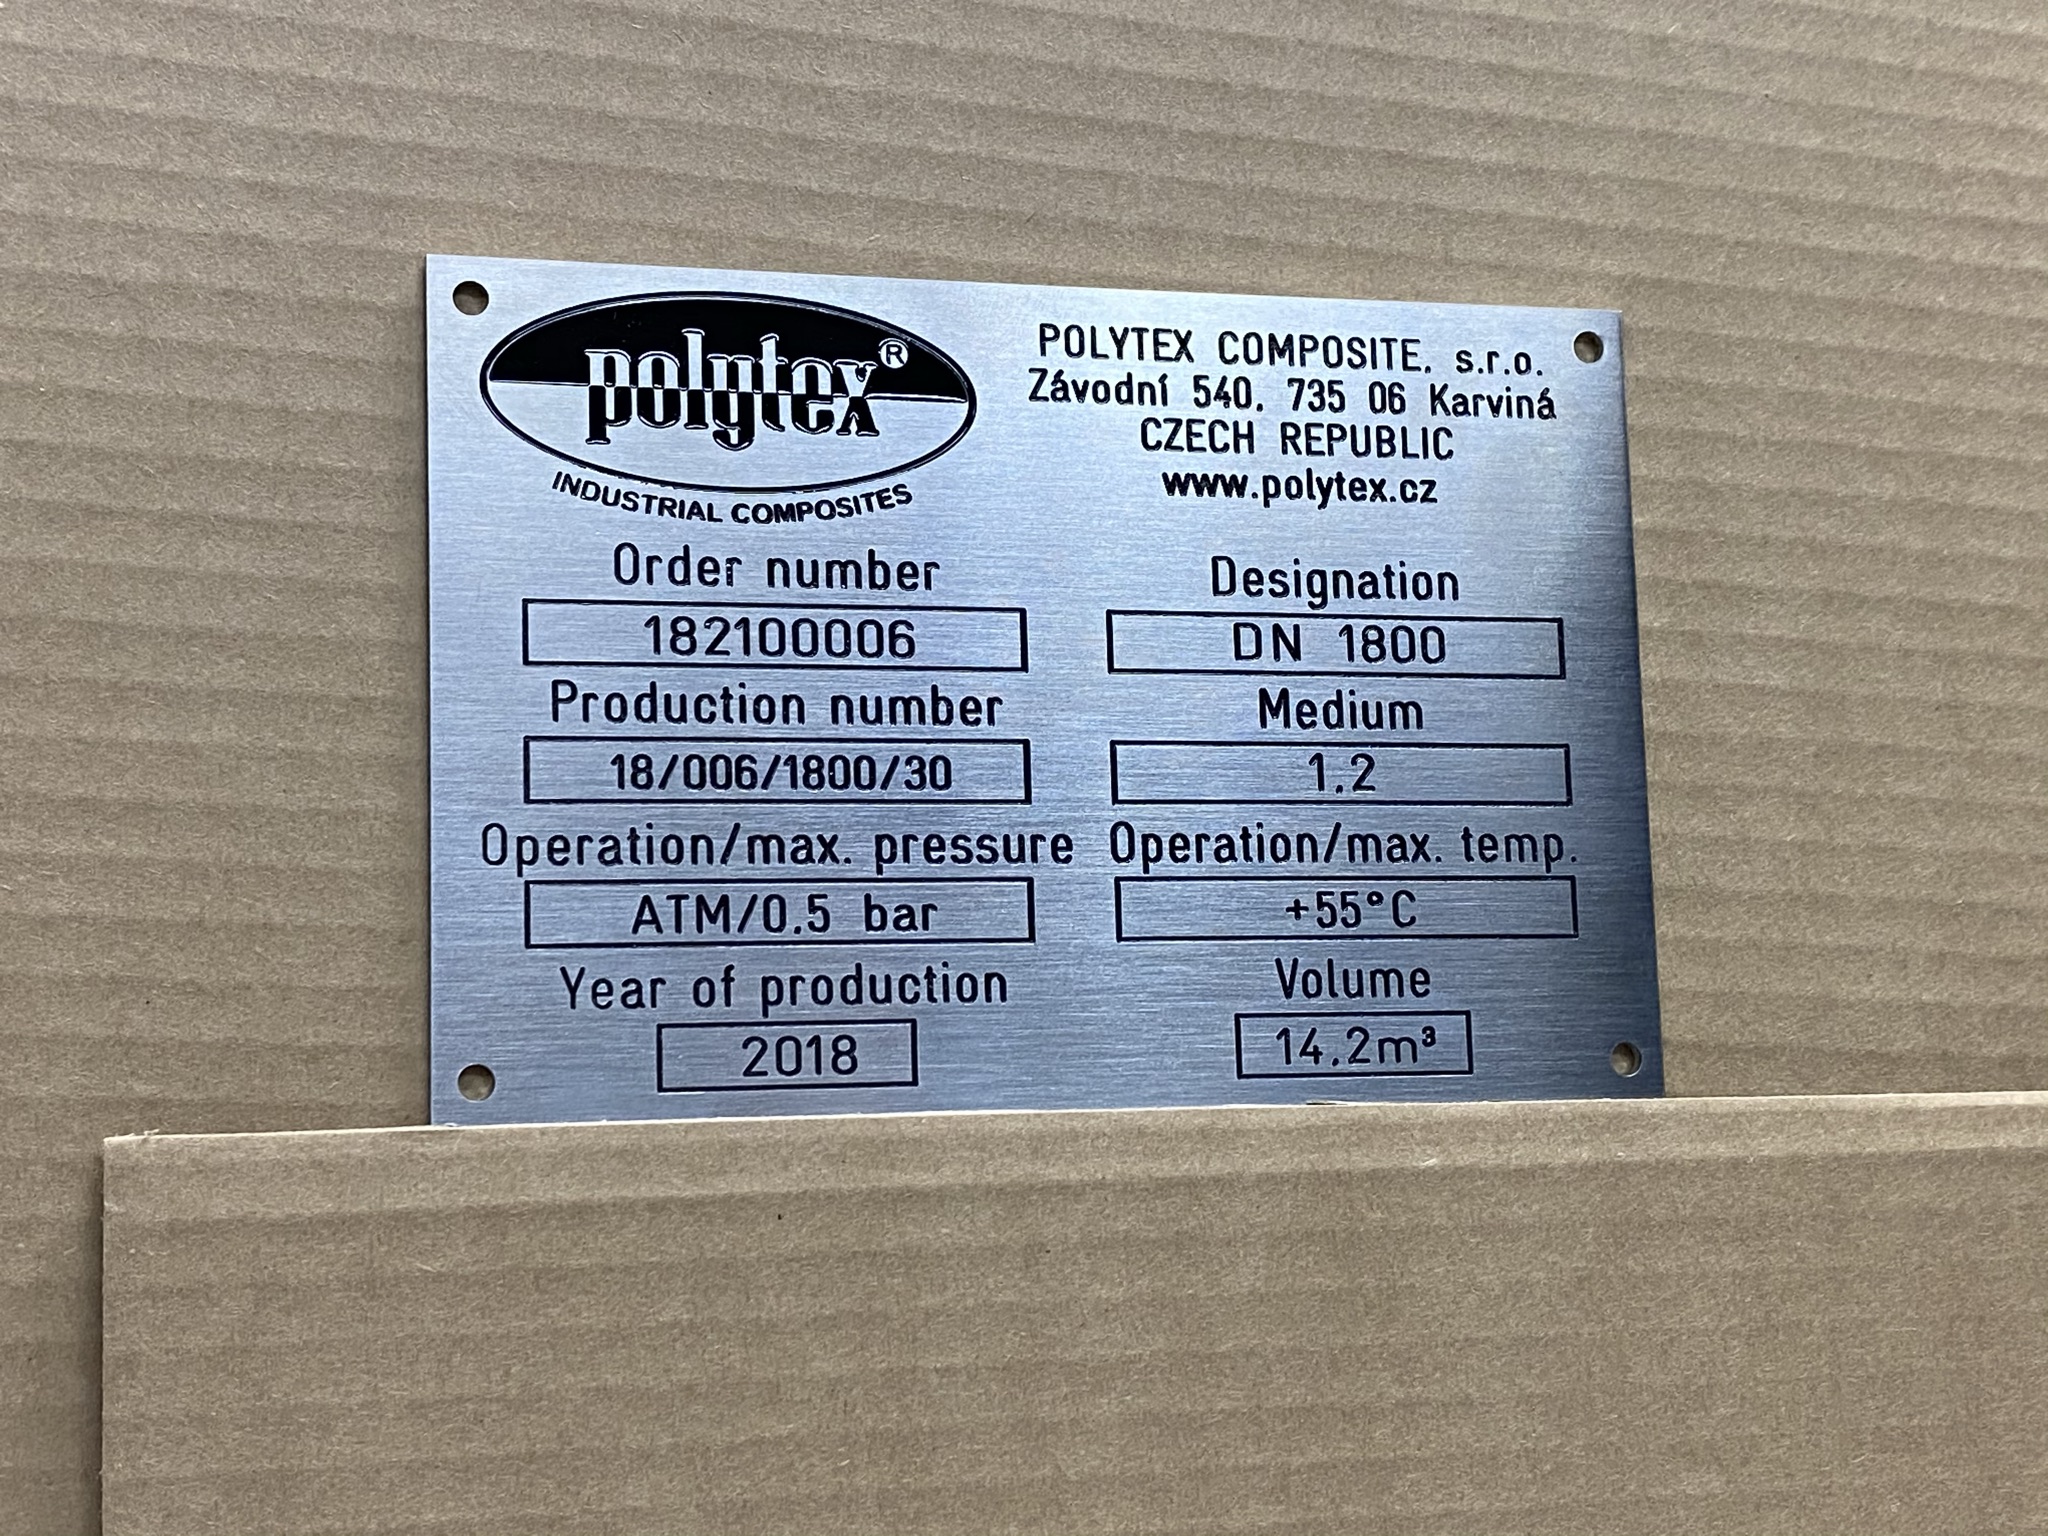 polytex®
INDUSTRIAL COMPOSITES
POLYTEX COMPOSITE, s.r.o.
Závodní 540, 735 06 Karviná
CZECH REPUBLIC
www.polytex.cz
Order number
182100006
Designation
DN 1800
Production number
18/006/1800/30
Medium
1,2
Operation/max. pressure
ATM/0.5 bar
Operation/max. temp.
+55°C
Year of production
2018
Volume
14.2m³